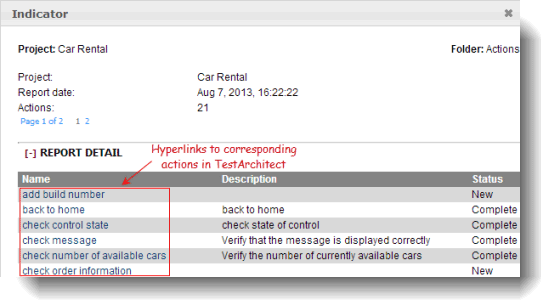 Indicator ×
Project: Car Rental Folder: Actions
Project: Car Rental
Report date: Aug 7, 2013, 16:22:22
Actions: 21
Page 1 of 2 1 2
Hyperlinks to corresponding
actions in TestArchitect
[-] REPORT DETAIL
Name Description Status
add build number New
back to home back to home Complete
check control state check state of control Complete
check message Verify that the message is displayed correctly Complete
check number of available cars Verify the number of currently available cars Complete
check order information New